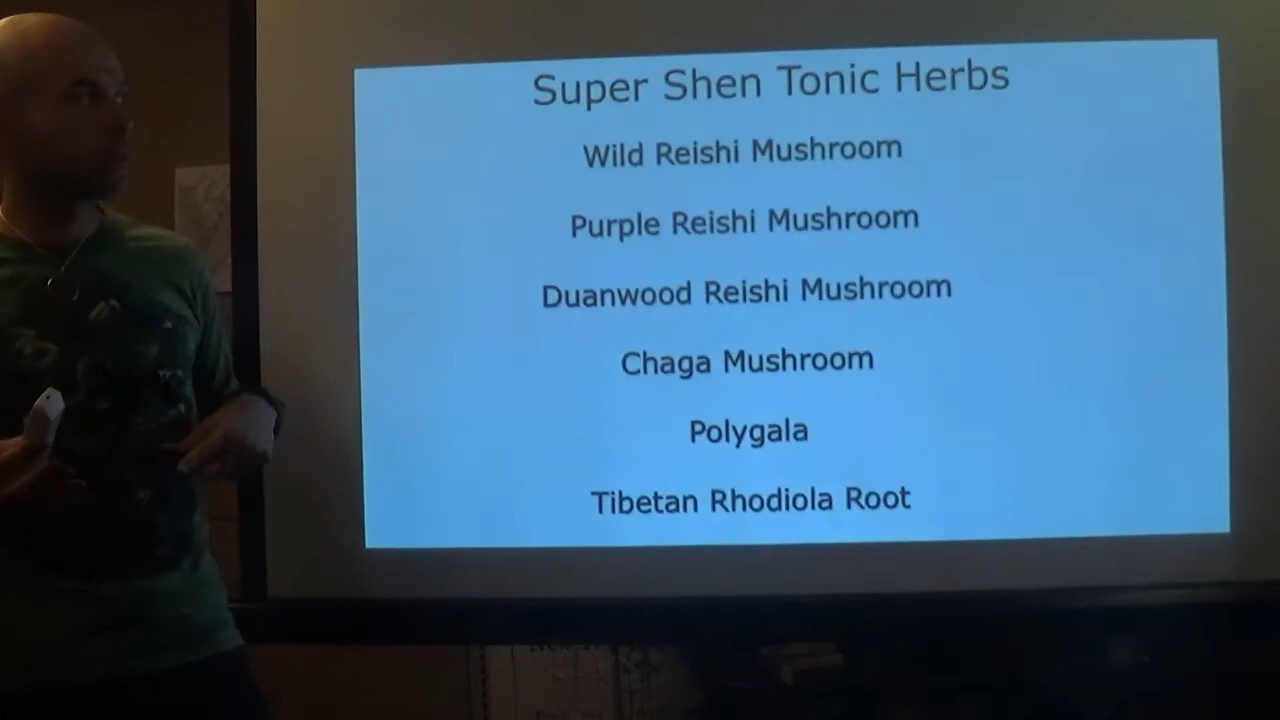 Super Shen Tonic Herbs
Wild Reishi Mushroom
Purple Reishi Mushroom
Duanwood Reishi Mushroom
Chaga Mushroom
Polygala
Tibetan Rhodiola Root